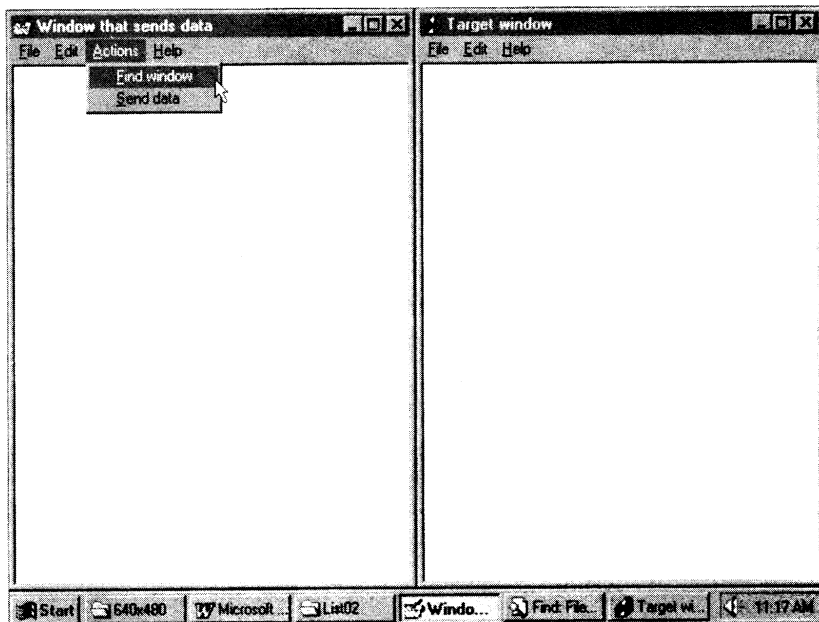 Window that sends data
File Edit Actions Help
Find window
Send data
Target window
File Edit Help
Start 640x480 Microsoft ... List02 Windo... Find: File... Target wi... 11:17 AM